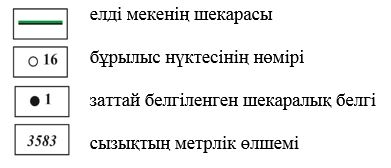 елді мекенің шекарасы
16 бұрылыс нүктесінің нөмірі
1 заттай белгіленген шекаралық белгі
3583 сызықтың метрлік өлшемі